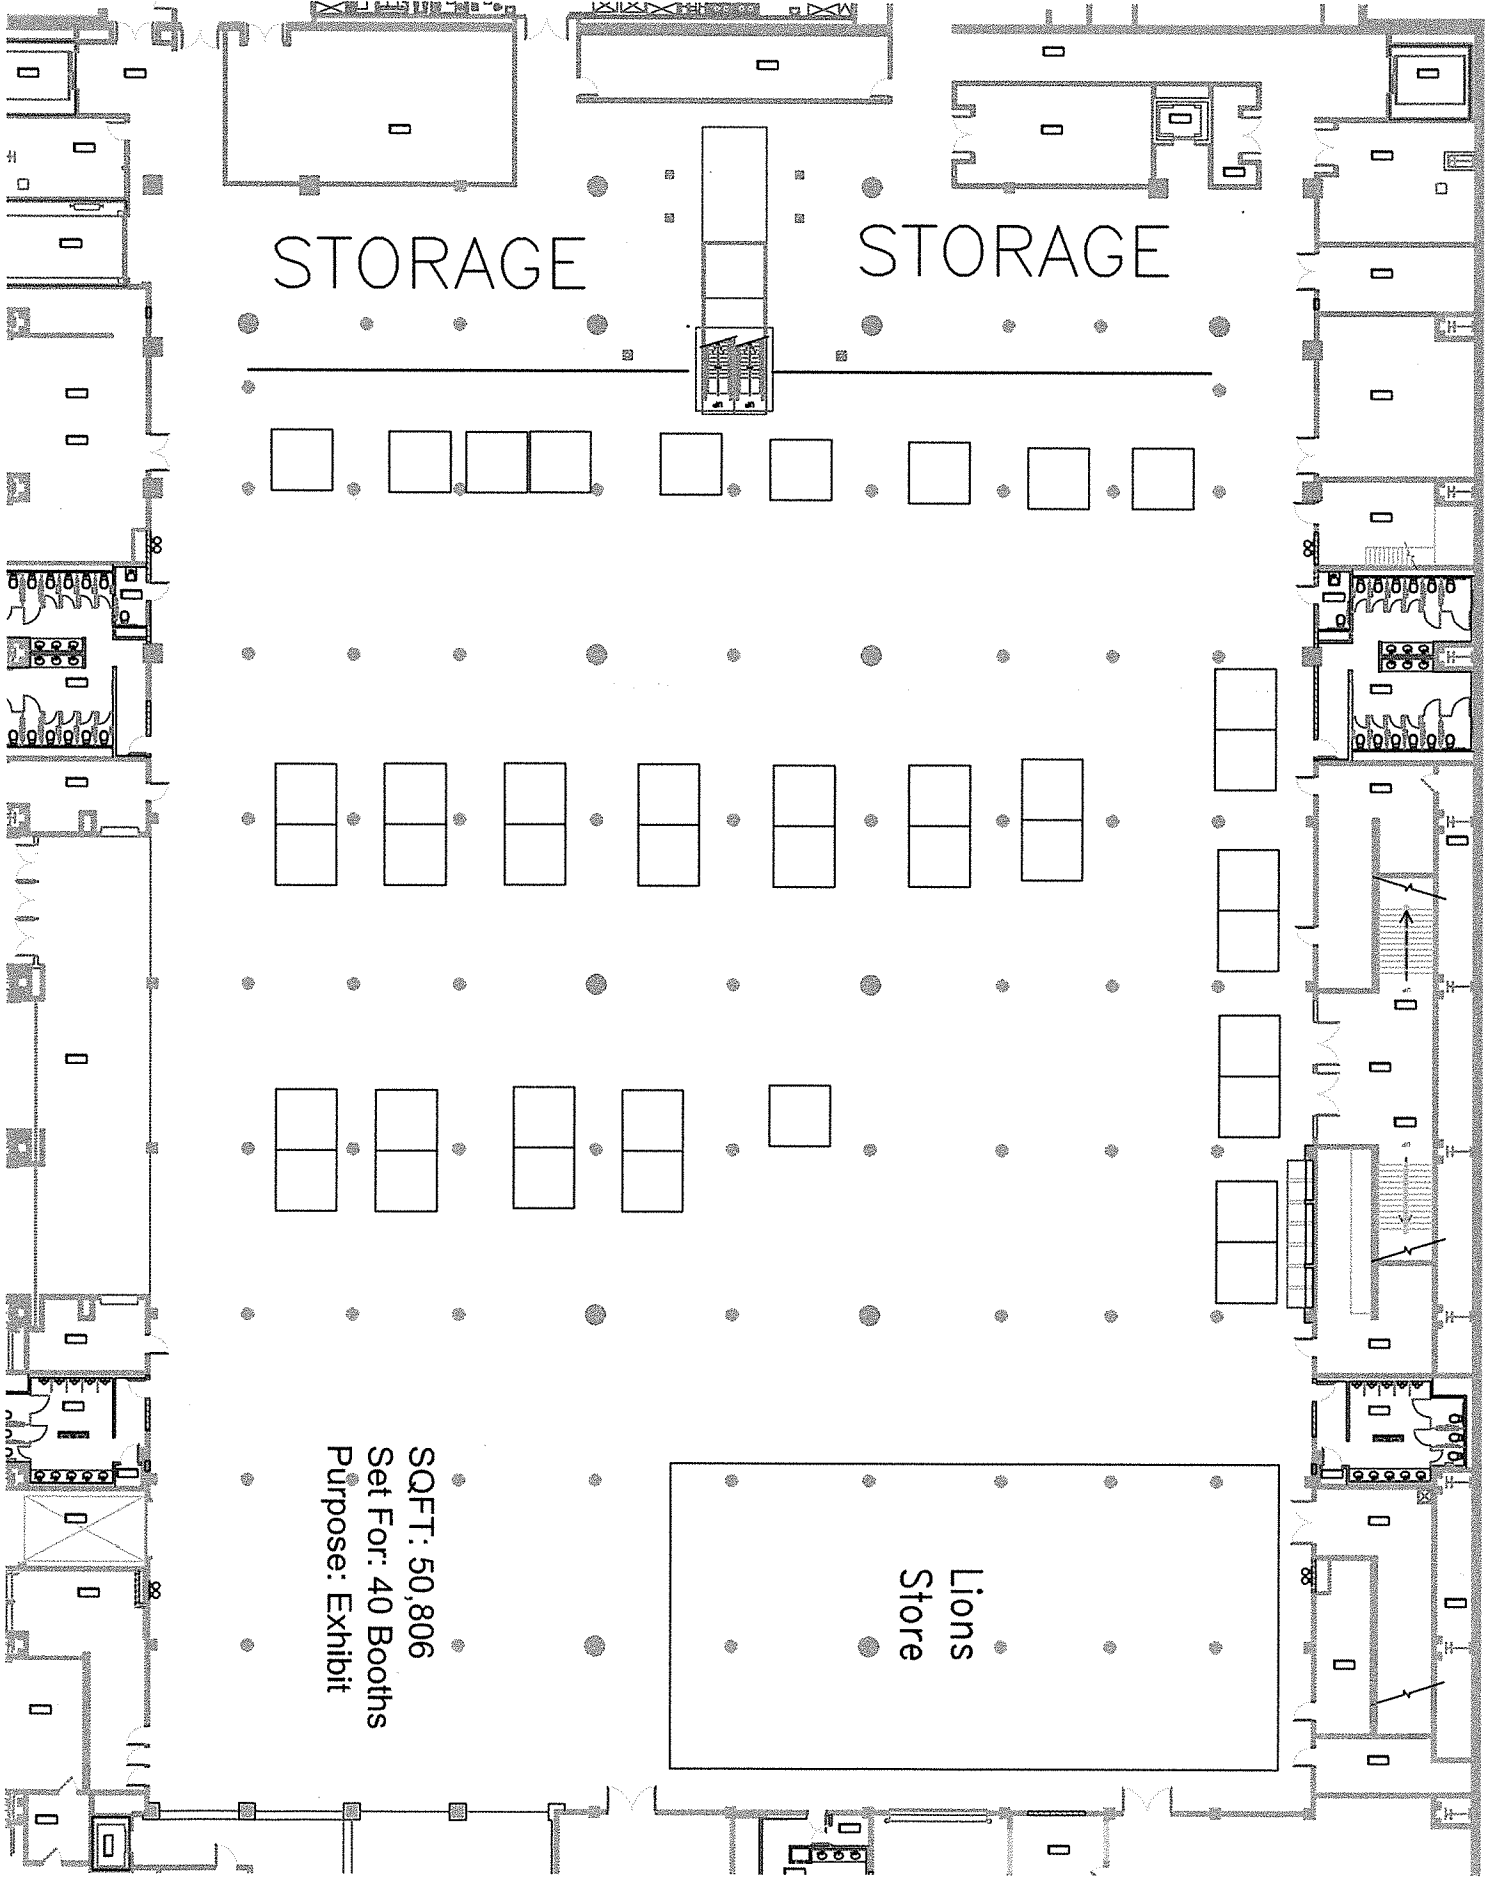 STORAGE
STORAGE
SQFT: 50,806
Set For: 40 Booths
Purpose: Exhibit
Lions
Store